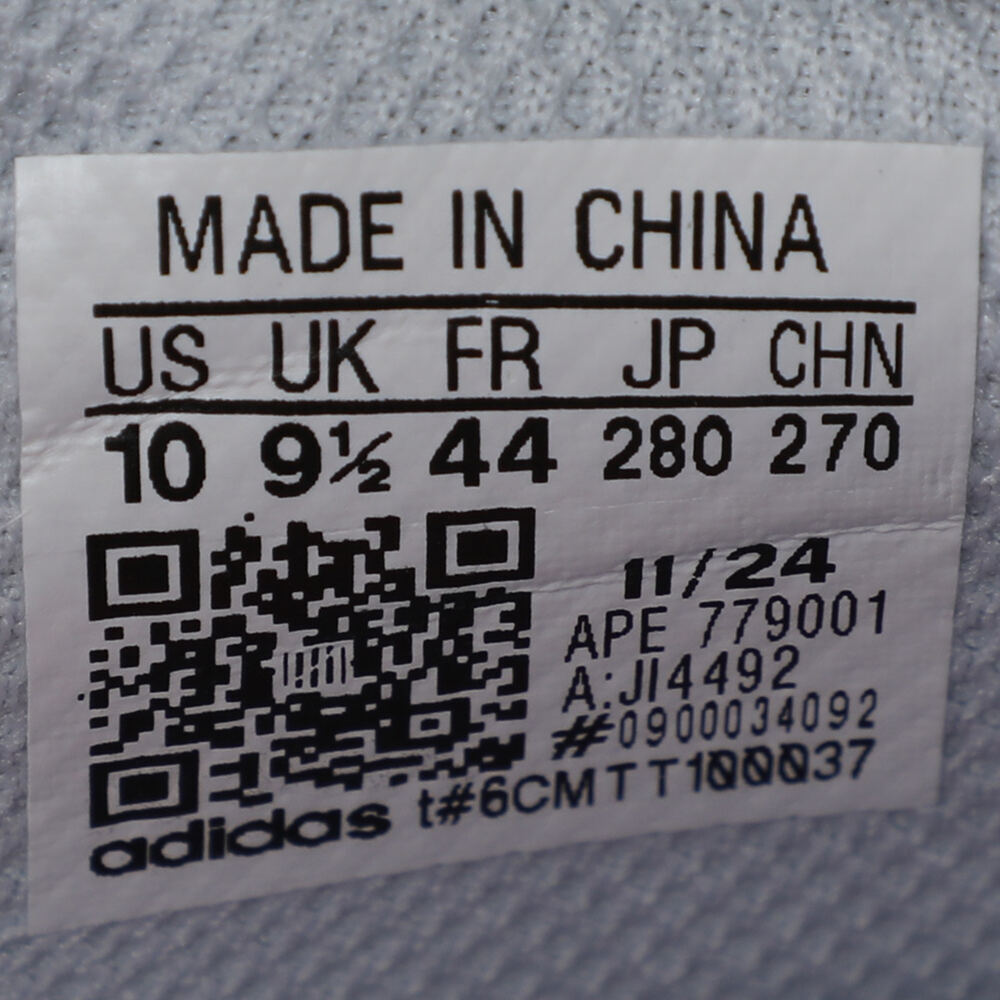 MADE IN CHINA
US UK FR JP CHN
10 9½ 44 280 270
11/24
APE 779001
A:JI4492
#0900034092
adidas t#6CMTT100037